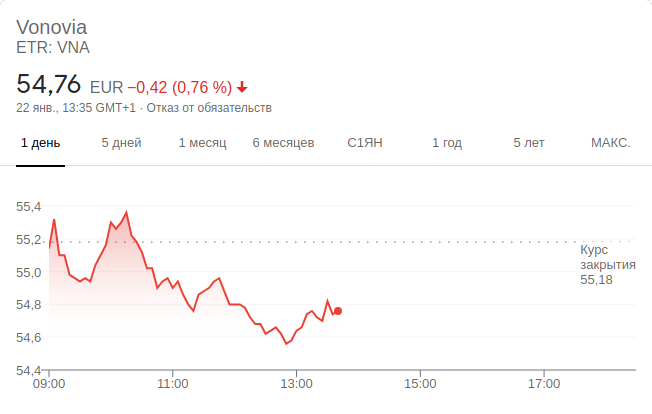 Vonovia
ETR: VNA
54,76 EUR −0,42 (0,76 %)
22 янв., 13:35 GMT+1 · Отказ от обязательств
1 день 5 дней 1 месяц 6 месяцев С1ЯН 1 год 5 лет МАКС.
55,4
55,2
Курс
закрытия
55,18
55,0
54,8
54,6
54,4
09:00 11:00 13:00 15:00 17:00